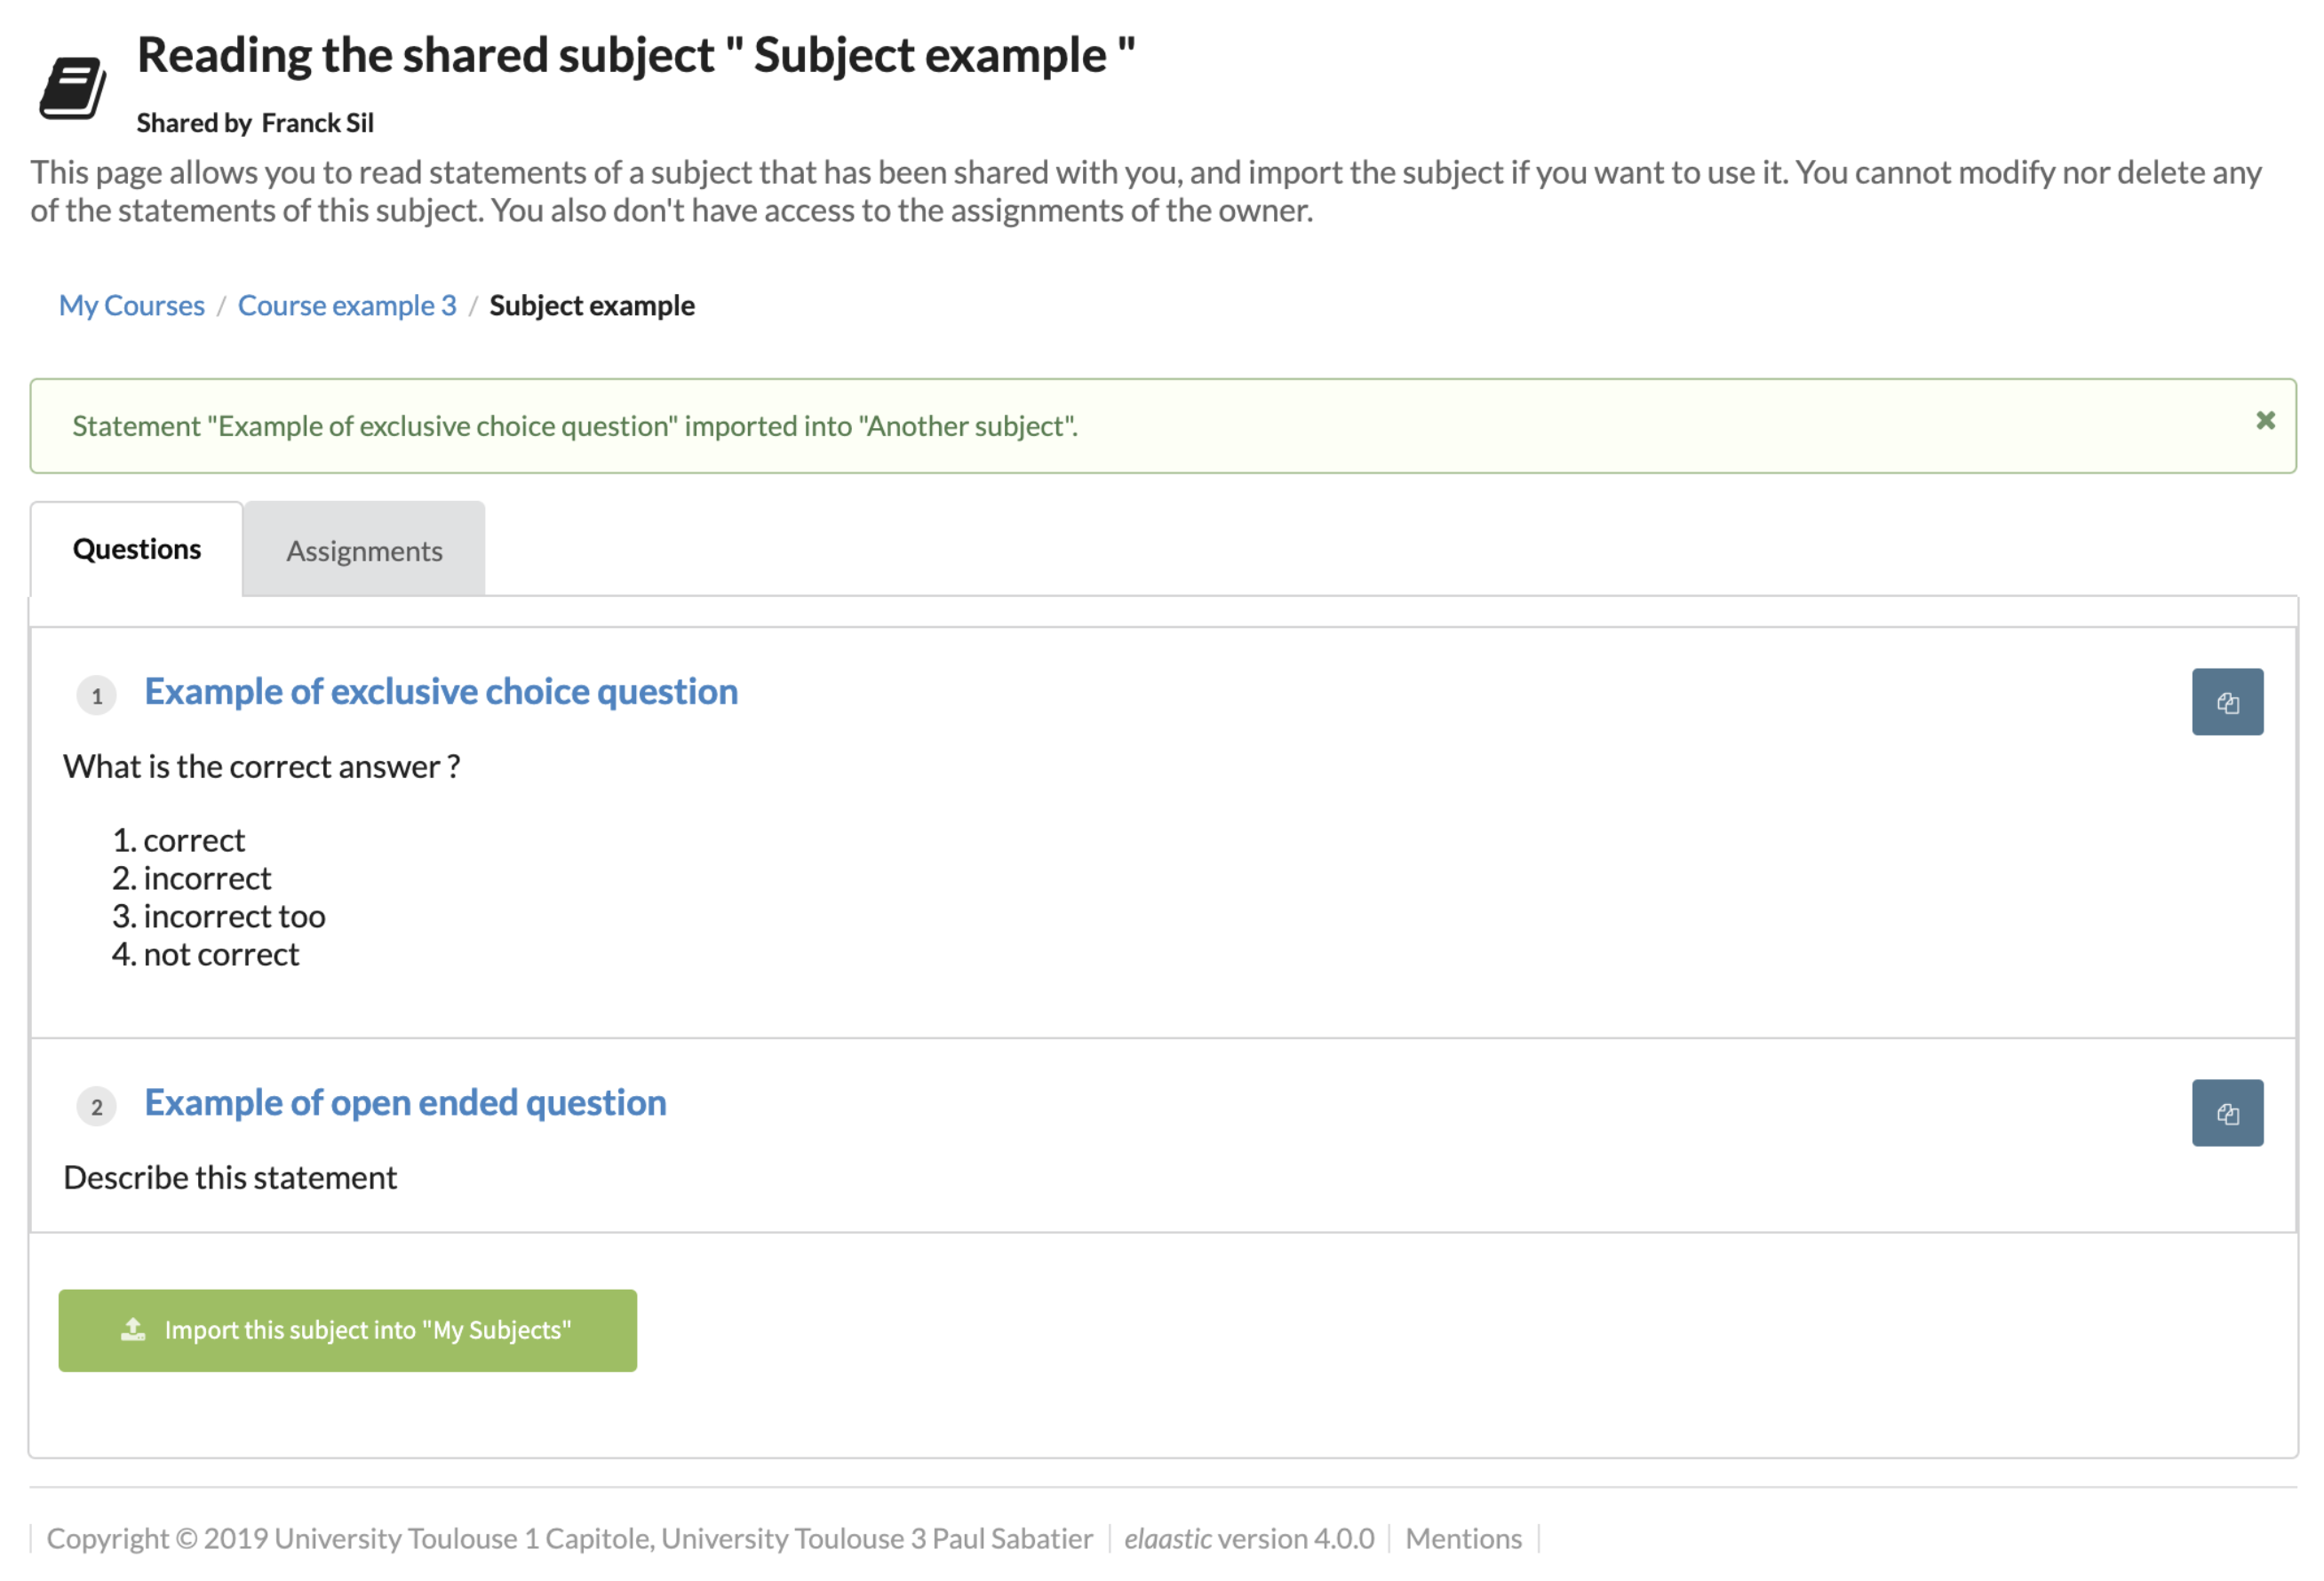 Reading the shared subject " Subject example "
Shared by Franck Sil
This page allows you to read statements of a subject that has been shared with you, and import the subject if you want to use it. You cannot modify nor delete any
of the statements of this subject. You also don't have access to the assignments of the owner.
My Courses / Course example 3 / Subject example
Statement "Example of exclusive choice question" imported into "Another subject".
Questions
Assignments
1 Example of exclusive choice question
What is the correct answer ?
1. correct
2. incorrect
3. incorrect too
4. not correct
2 Example of open ended question
Describe this statement
Import this subject into "My Subjects"
Copyright © 2019 University Toulouse 1 Capitole, University Toulouse 3 Paul Sabatier | elaastic version 4.0.0 | Mentions